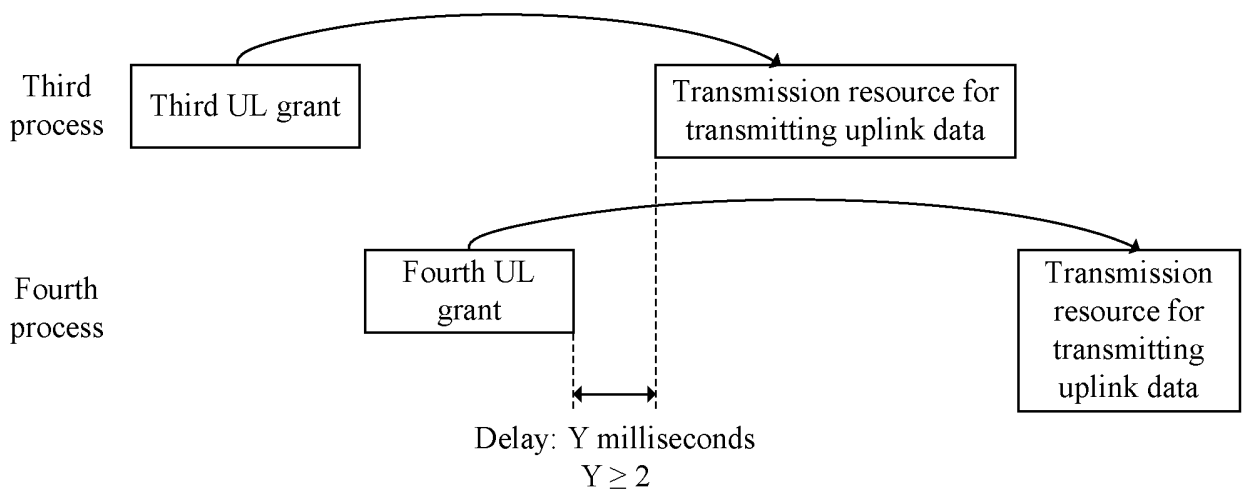 Third
process
Third UL grant
Transmission resource for
transmitting uplink data
Fourth
process
Fourth UL
grant
Transmission
resource for
transmitting
uplink data
Delay: Y milliseconds
Y ≥ 2